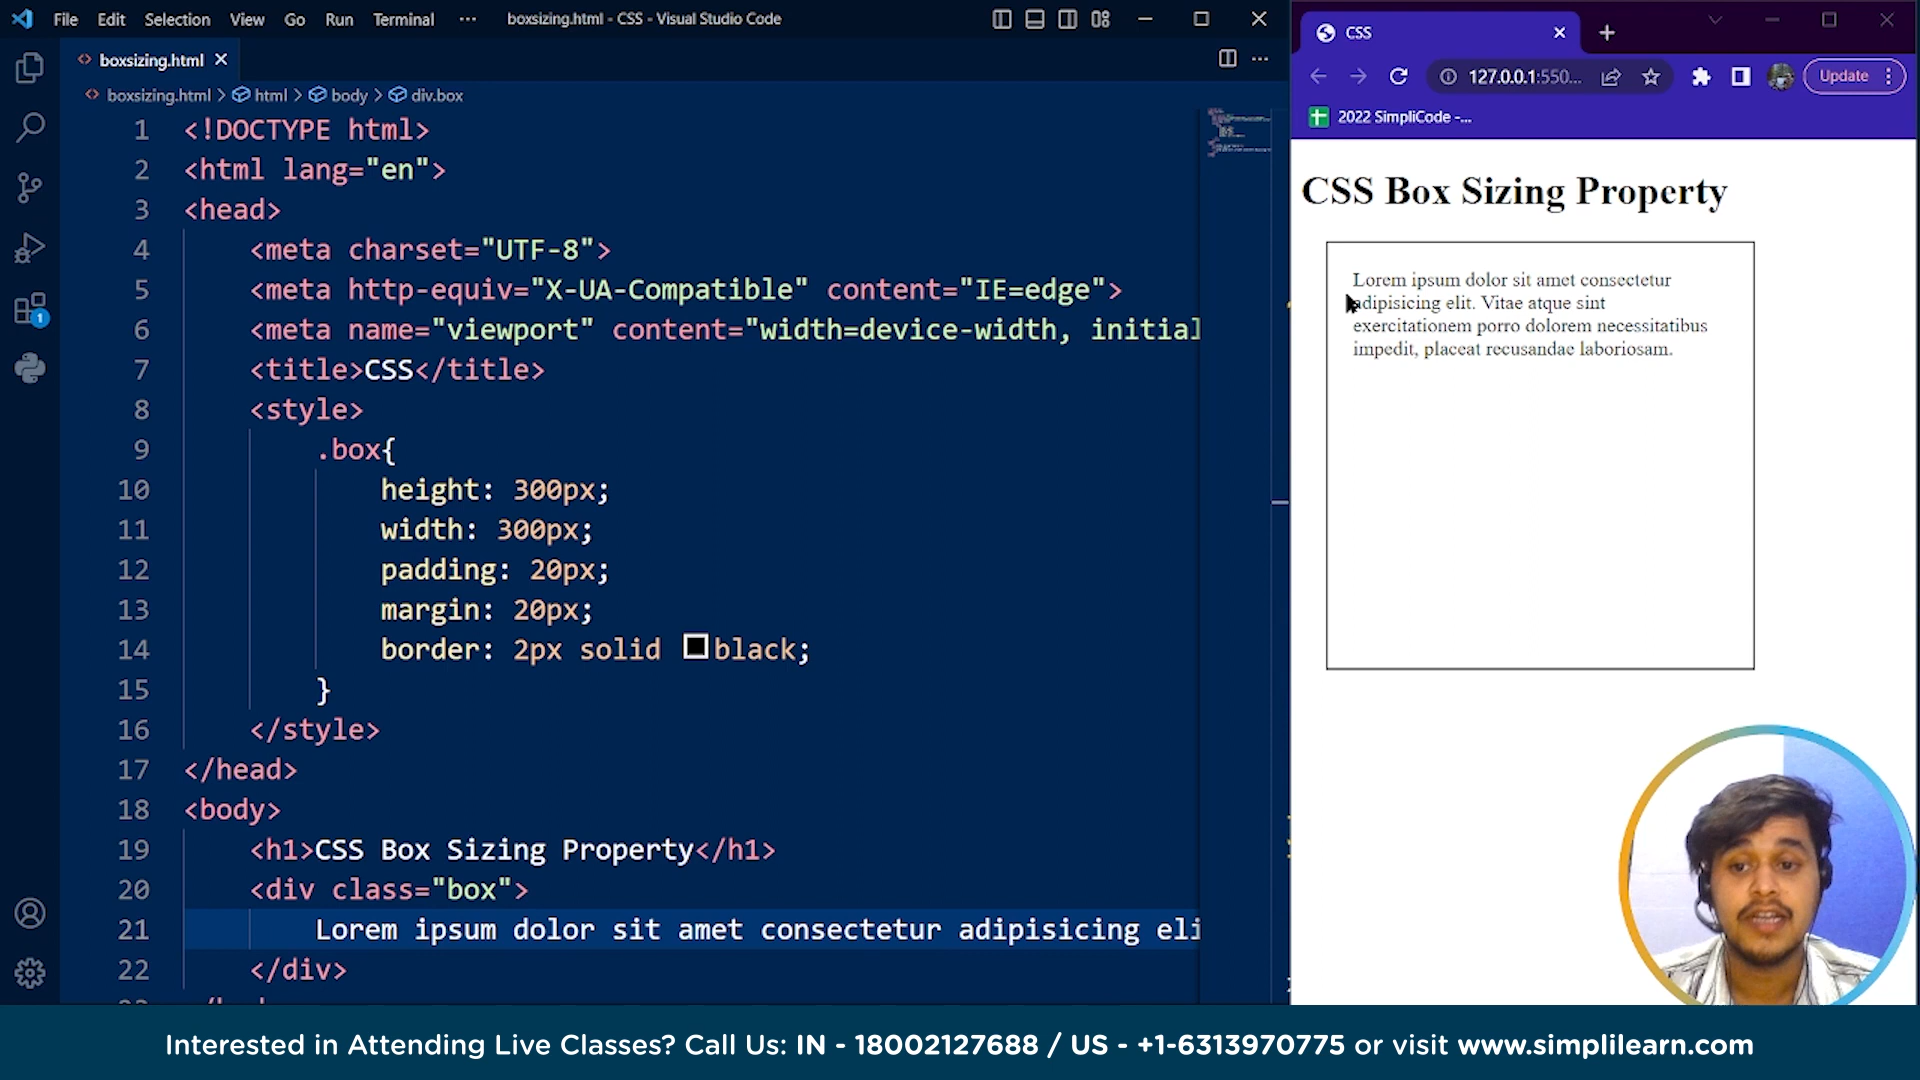 File Edit Selection View Go Run Terminal ··· boxsizing.html - CSS - Visual Studio Code
boxsizing.html
boxsizing.html > html > body > div.box
1 <!DOCTYPE html>
2 <html lang="en">
3 <head>
4 <meta charset="UTF-8">
5 <meta http-equiv="X-UA-Compatible" content="IE=edge">
6 <meta name="viewport" content="width=device-width, initial
7 <title>CSS</title>
8 <style>
9 .box{
10 height: 300px;
11 width: 300px;
12 padding: 20px;
13 margin: 20px;
14 border: 2px solid black;
15 }
16 </style>
17 </head>
18 <body>
19 <h1>CSS Box Sizing Property</h1>
20 <div class="box">
21 Lorem ipsum dolor sit amet consectetur adipisicing eli
22 </div>
1
CSS
127.0.0.1:550...
Update
2022 SimpliCode -...
CSS Box Sizing Property
Lorem ipsum dolor sit amet consectetur
adipisicing elit. Vitae atque sint
exercitationem porro dolorem necessitatibus
impedit, placeat recusandae laboriosam.
Interested in Attending Live Classes? Call Us: IN - 18002127688 / US - +1-6313970775 or visit www.simplilearn.com